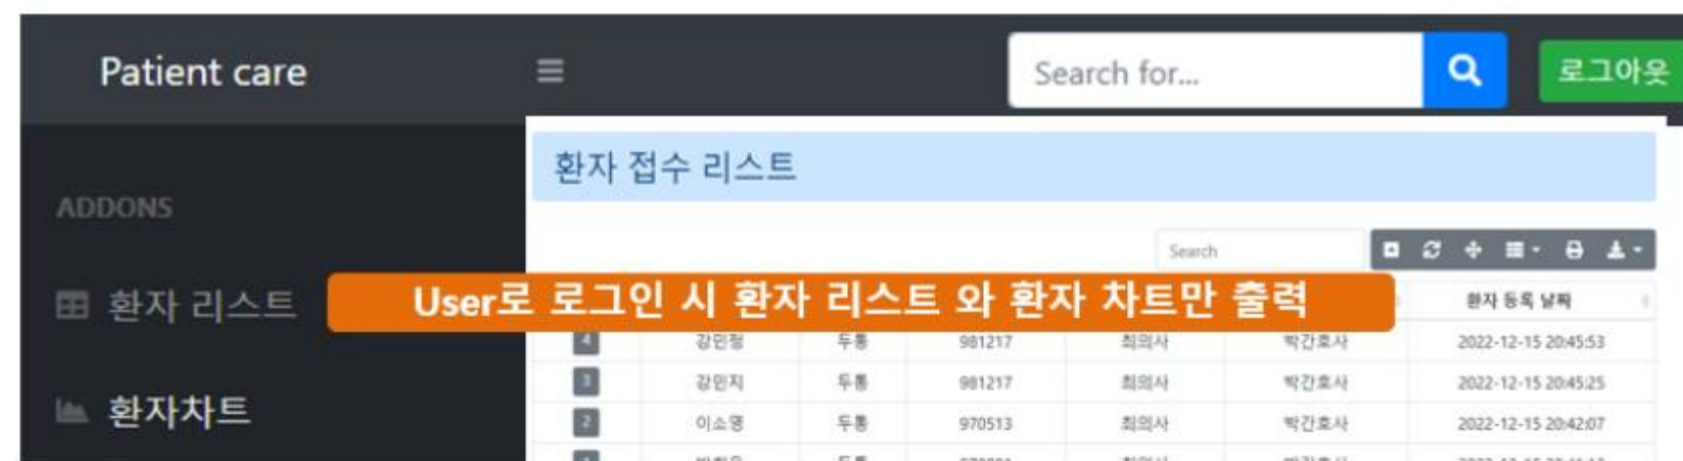 Patient care
Search for...
로그아웃
환자 접수 리스트
ADDONS
Search
환자 리스트
User로 로그인 시 환자 리스트 와 환자 차트만 출력
환자 등록 날짜
4 강민정 두통 981217 최의사 박간호사 2022-12-15 20:45:53
3 강민지 두통 981217 최의사 박간호사 2022-12-15 20:45:25
환자차트
2 이소영 두통 970513 최의사 박간호사 2022-12-15 20:42:07